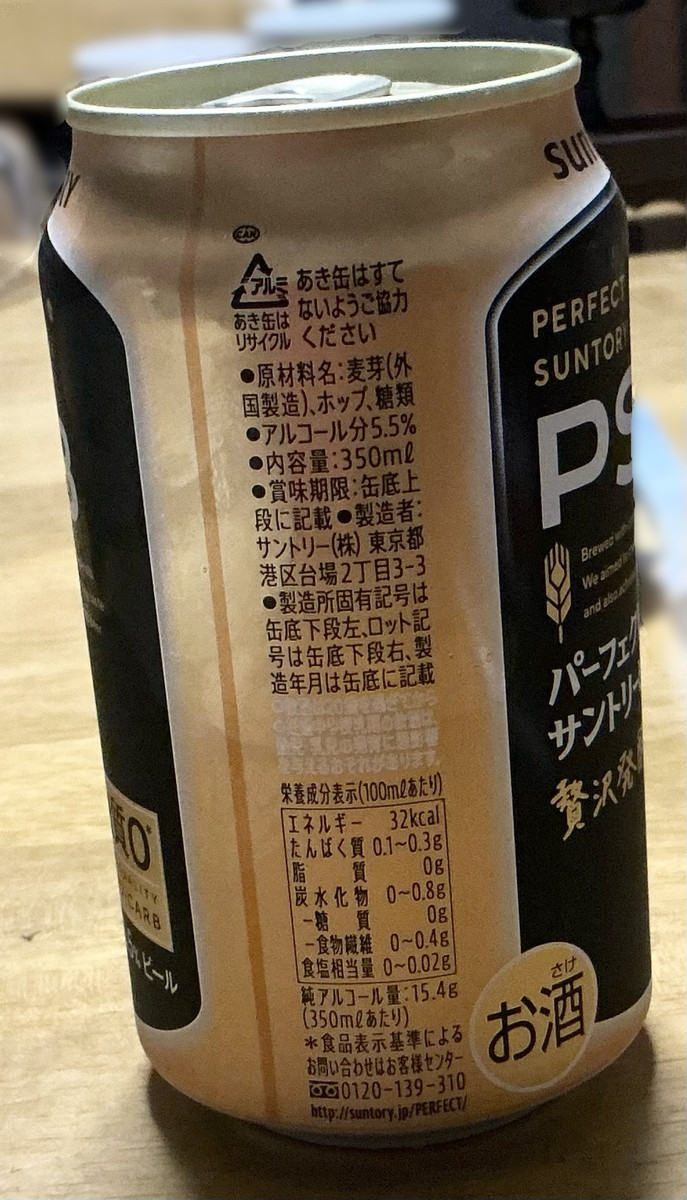 CAN
アルミ
あき缶は
リサイクル
あき缶はすて
ないようご協力
ください
●原材料名:麦芽(外
国製造)、ホップ、糖類
●アルコール分5.5%
●内容量:350mℓ
●賞味期限:缶底上
段に記載●製造者:
サントリー(株) 東京都
港区台場2丁目3-3
●製造所固有記号は
缶底下段左、ロット記
号は缶底下段右、製
造年月は缶底に記載
栄養成分表示(100mℓあたり)
エネルギー 32kcal
たんぱく質 0.1~0.3g
脂質 0g
炭水化物 0~0.8g
-糖質 0g
-食物繊維 0~0.4g
食塩相当量 0~0.02g
純アルコール量:15.4g
(350mℓあたり)
*食品表示基準による
お問い合わせはお客様センター
0120-139-310
http://suntory.jp/PERFECT/
さけ
お酒
PERFECT
SUNTORY
PS
Brewed
We aimed
and also
パーフェク
サントリー
贅沢発
質0*
CARB
ビール